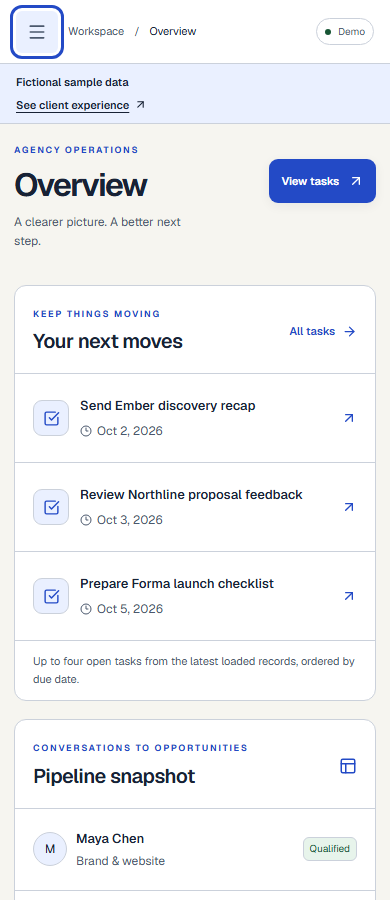 Workspace / Overview
Demo
Fictional sample data
See client experience
AGENCY OPERATIONS
Overview
View tasks
A clearer picture. A better next
step.
KEEP THINGS MOVING
Your next moves
All tasks
Send Ember discovery recap
Oct 2, 2026
Review Northline proposal feedback
Oct 3, 2026
Prepare Forma launch checklist
Oct 5, 2026
Up to four open tasks from the latest loaded records, ordered by
due date.
CONVERSATIONS TO OPPORTUNITIES
Pipeline snapshot
M
Maya Chen
Brand & website
Qualified